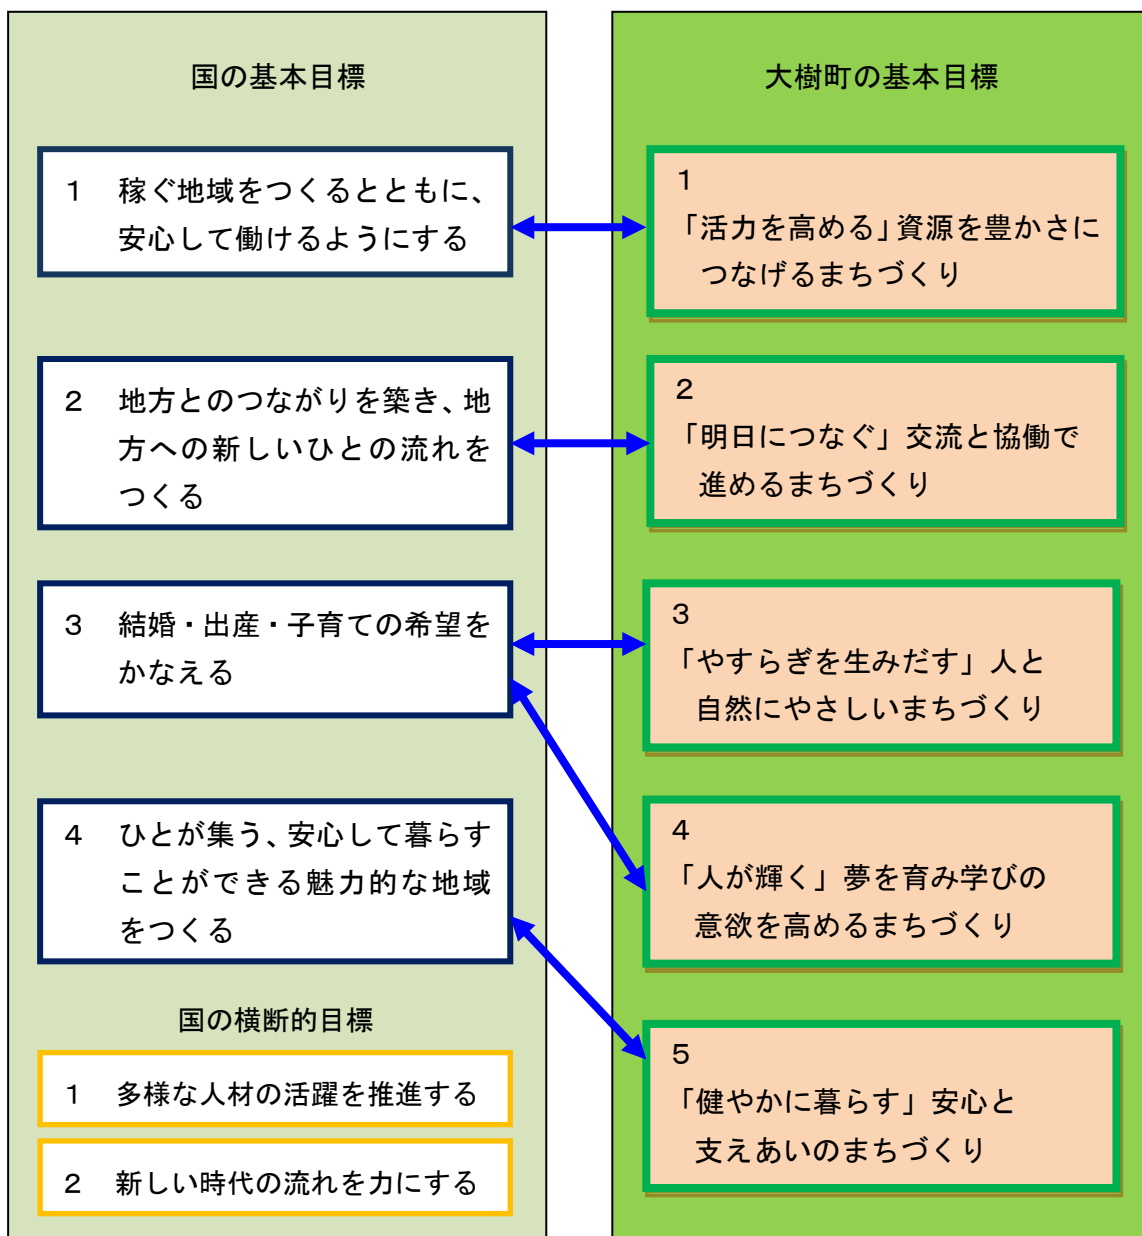 国の基本目標
1 稼ぐ地域をつくるとともに、
安心して働けるようにする
2 地方とのつながりを築き、地
方への新しいひとの流れを
つくる
3 結婚・出産・子育ての希望を
かなえる
4 ひとが集う、安心して暮らす
ことができる魅力的な地域
をつくる
国の横断的目標
1 多様な人材の活躍を推進する
2 新しい時代の流れを力にする
大樹町の基本目標
1
「活力を高める」資源を豊かさに
つなげるまちづくり
2
「明日につなぐ」交流と協働で
進めるまちづくり
3
「やすらぎを生みだす」人と
自然にやさしいまちづくり
4
「人が輝く」夢を育み学びの
意欲を高めるまちづくり
5
「健やかに暮らす」安心と
支えあいのまちづくり